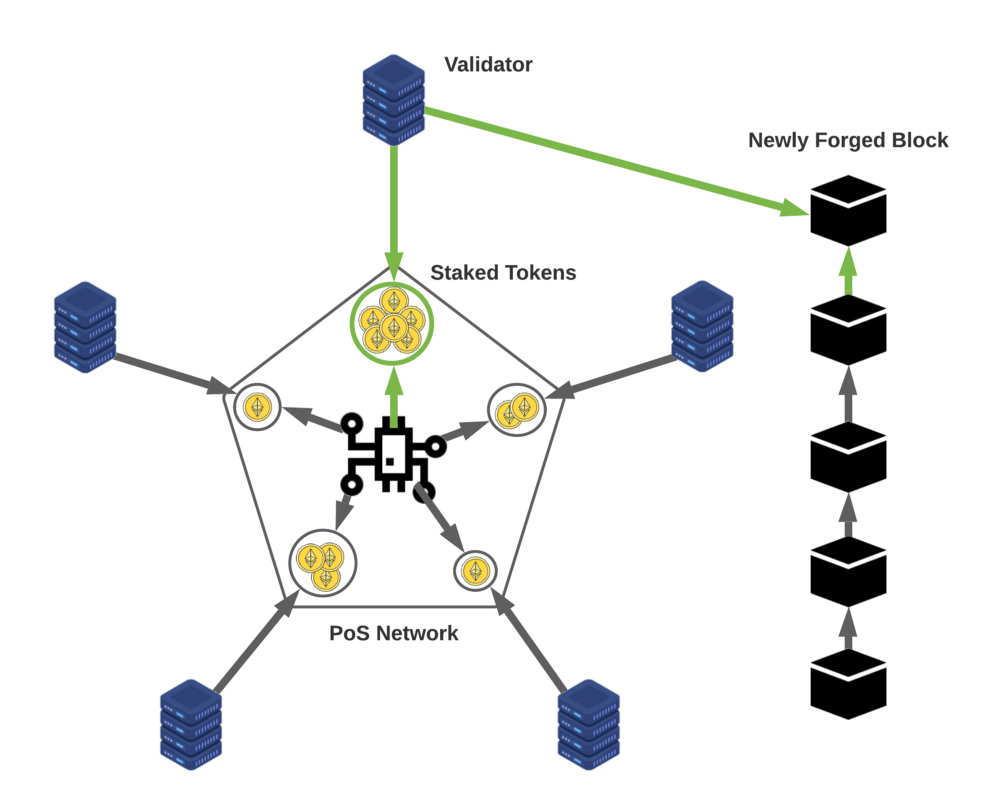 Validator
Newly Forged Block
Staked Tokens
PoS Network